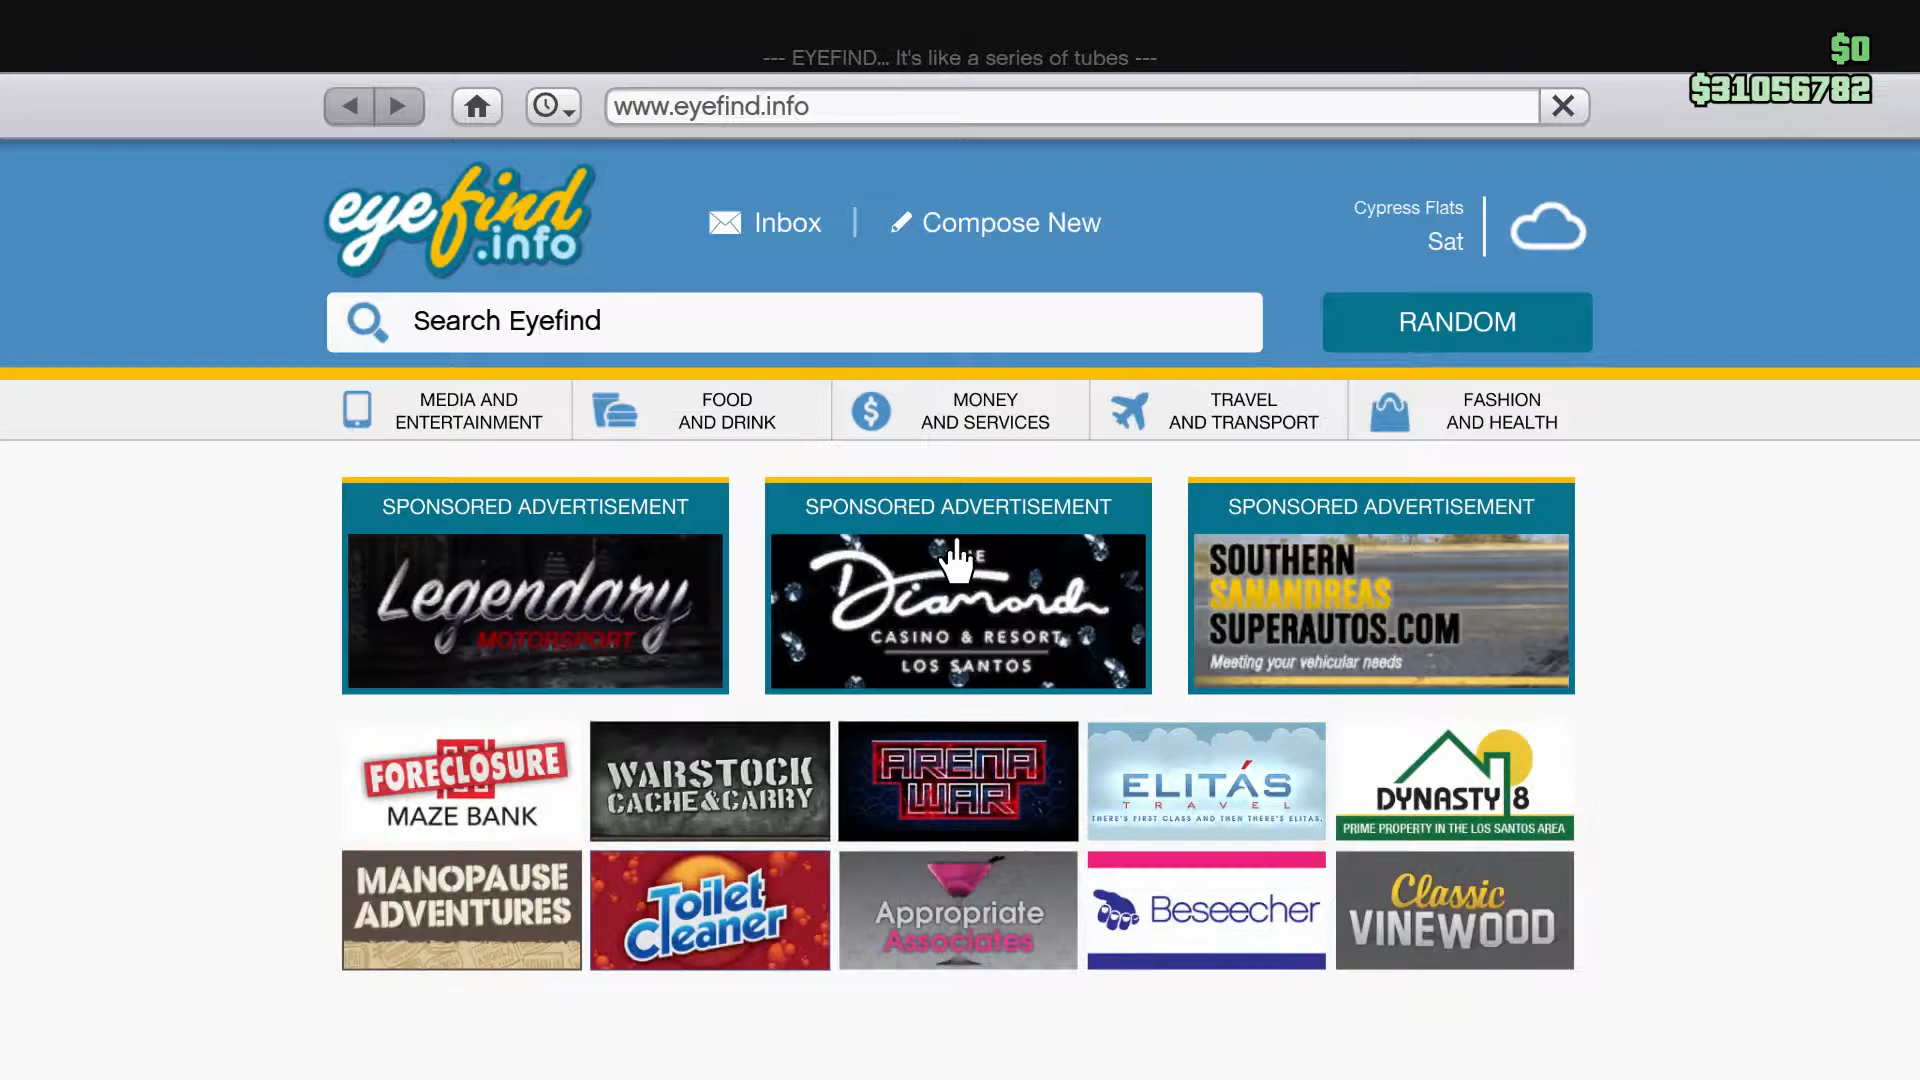 --- EYEFIND... It's like a series of tubes ---
$0
$31056782
www.eyefind.info
eyefind
.info
Inbox
Compose New
Cypress Flats
Sat
Search Eyefind
RANDOM
MEDIA AND
ENTERTAINMENT
FOOD
AND DRINK
MONEY
AND SERVICES
TRAVEL
AND TRANSPORT
FASHION
AND HEALTH
SPONSORED ADVERTISEMENT
Legendary
MOTORSPORT
SPONSORED ADVERTISEMENT
Diamond
CASINO & RESORT
LOS SANTOS
SPONSORED ADVERTISEMENT
SOUTHERN
SANANDREAS
SUPERAUTOS.COM
Meeting your vehicular needs
FORECLOSURE
MAZE BANK
WARSTOCK
CACHE&CARRY
ARENA
WAR
ELITÁS
TRAVEL
THERE'S FIRST CLASS AND THEN THERE'S ELITAS.
DYNASTY 8
PRIME PROPERTY IN THE LOS SANTOS AREA
MANOPAUSE
ADVENTURES
Toilet
Cleaner
Appropriate
Associates
Beseecher
Classic
VINEWOOD